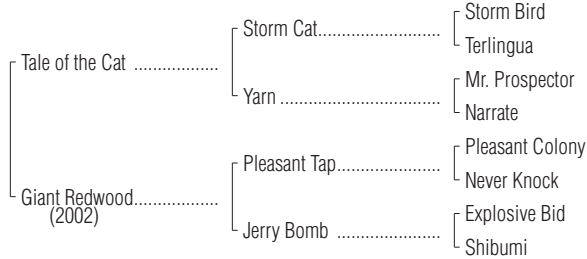 Storm Bird
Storm Cat....................................
Terlingua
Tale of the Cat ..................
Mr. Prospector
Yarn ...............................................
Narrate
Pleasant Colony
Pleasant Tap..............................
Never Knock
Giant Redwood..................
(2002)
Explosive Bid
Jerry Bomb ..............................
Shibumi